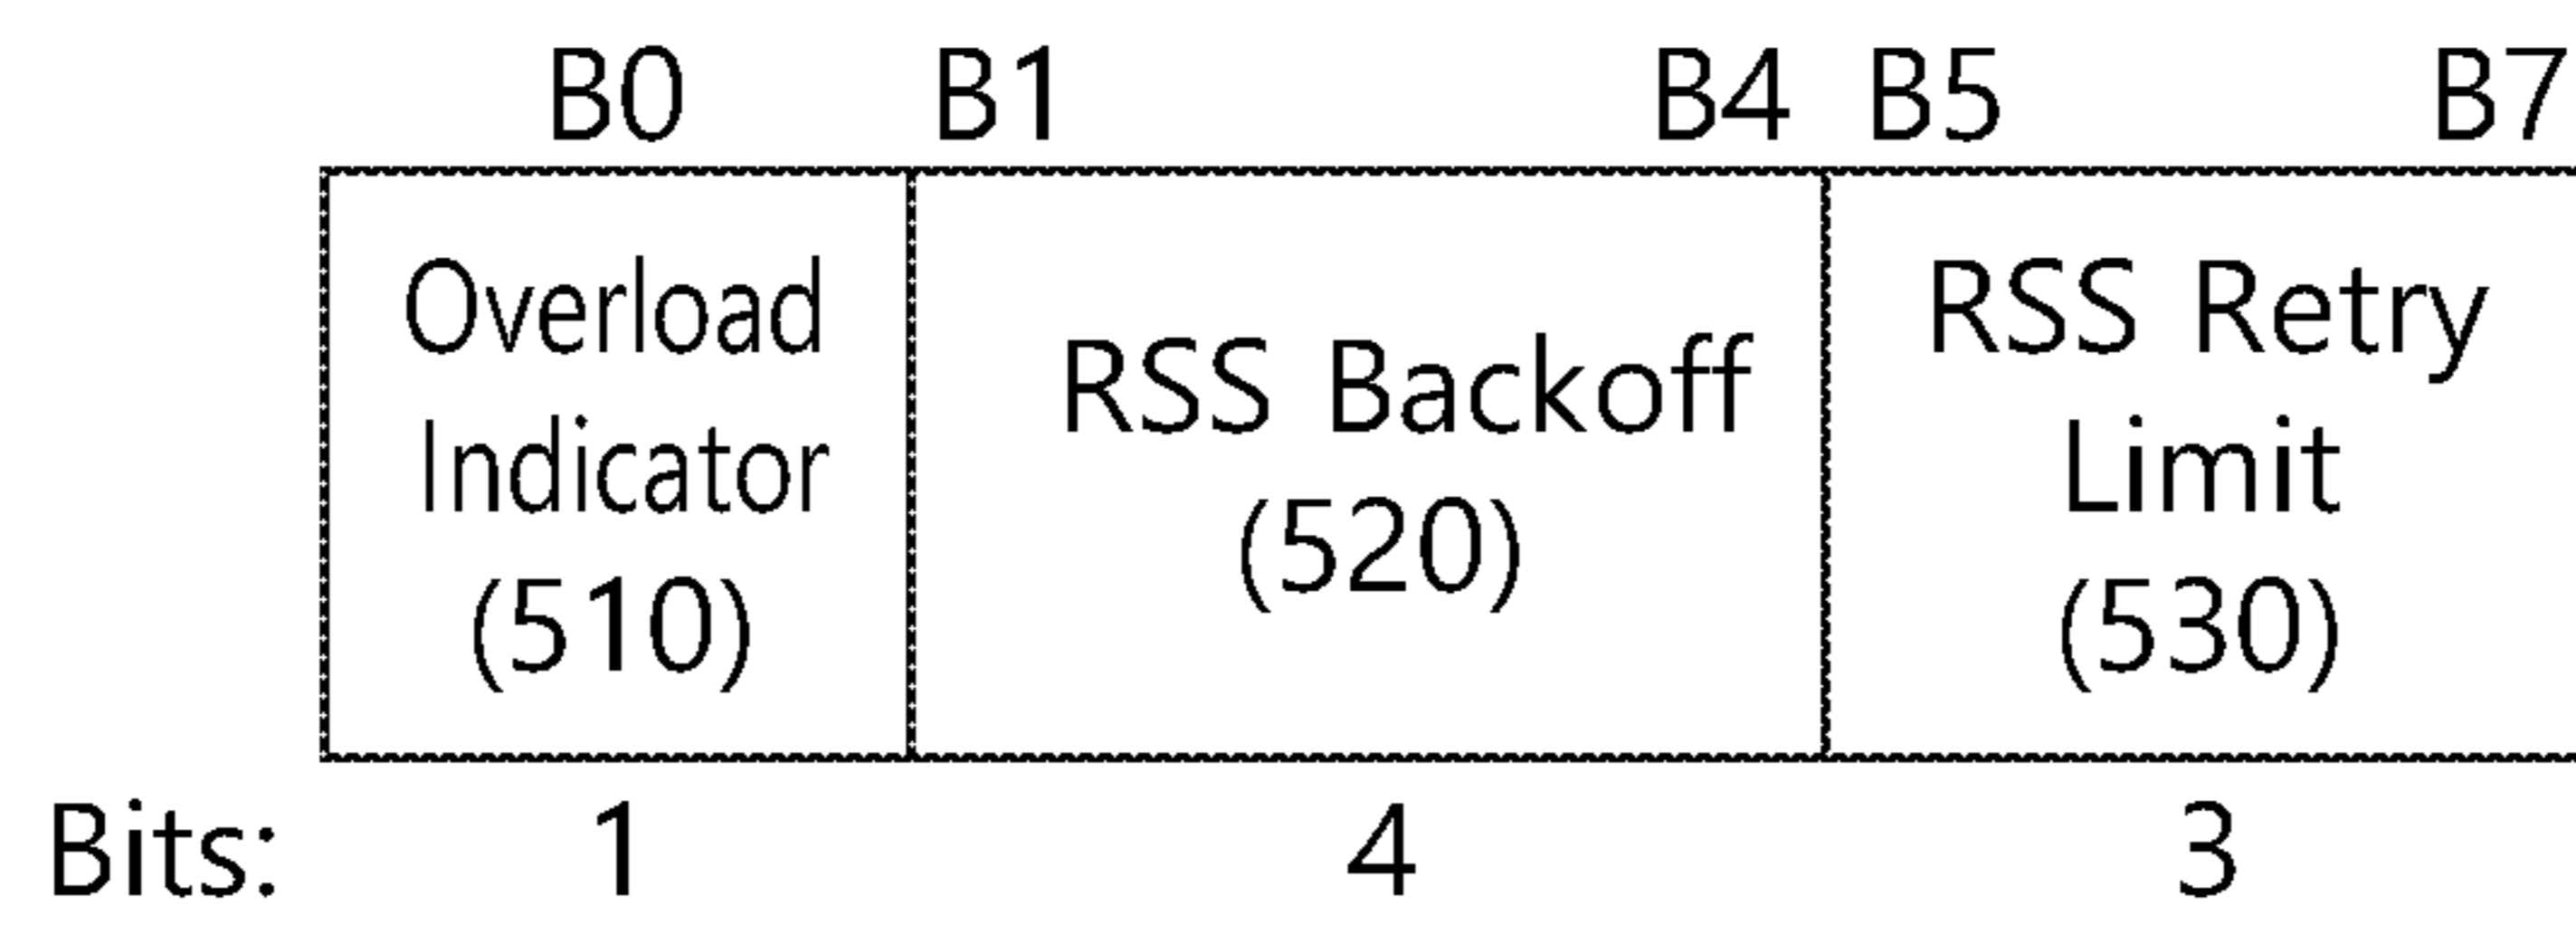 B0 B1 B4 B5 B7
Overload
Indicator
(510)
RSS Backoff
(520)
RSS Retry
Limit
(530)
Bits: 1 4 3